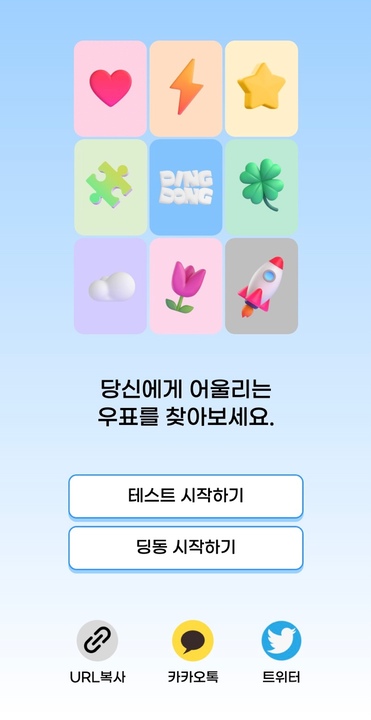 DING
DONG
당신에게 어울리는
우표를 찾아보세요.
테스트 시작하기
딩동 시작하기
URL복사
카카오톡
트위터